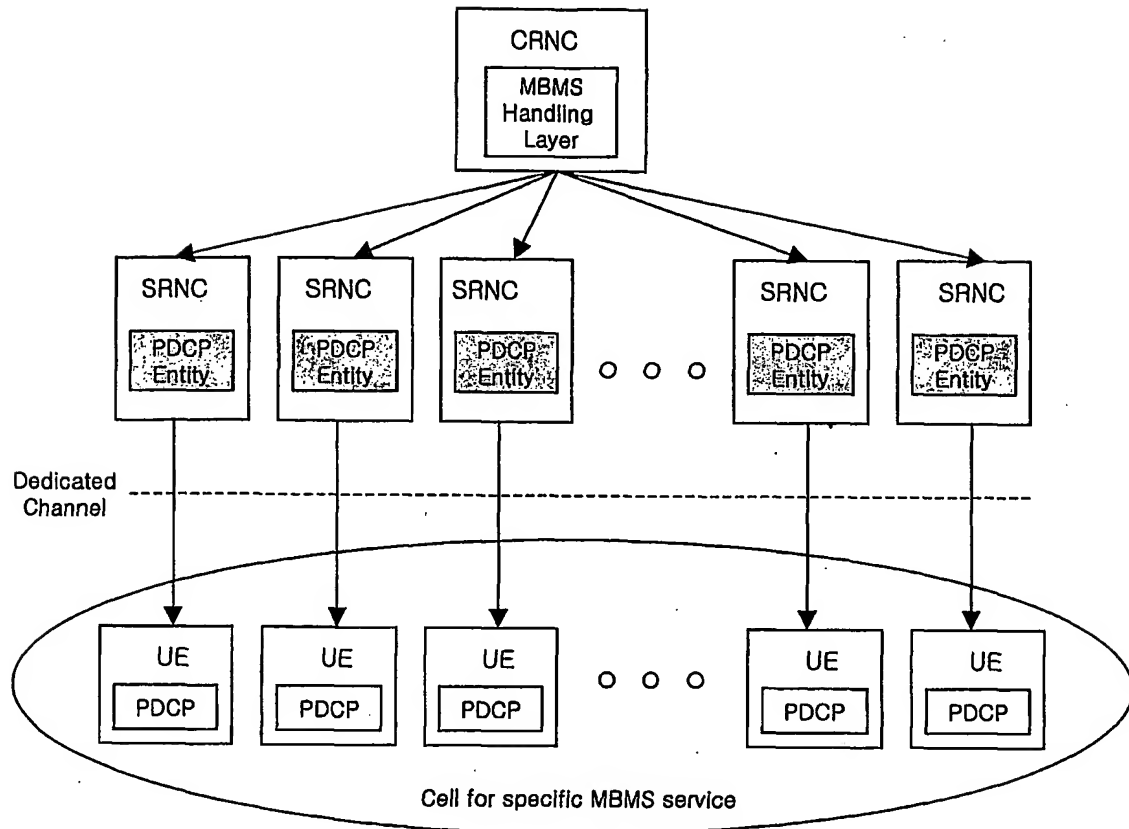 CRNC
MBMS
Handling
Layer
SRNC
SRNC
SRNC
SRNC
SRNC
PDCP
Entity
PDCP
Entity
PDCP
Entity
PDCP
Entity
PDCP
Entity
Dedicated
Channel
UE
UE
UE
UE
UE
PDCP
PDCP
PDCP
PDCP
PDCP
Cell for specific MBMS service